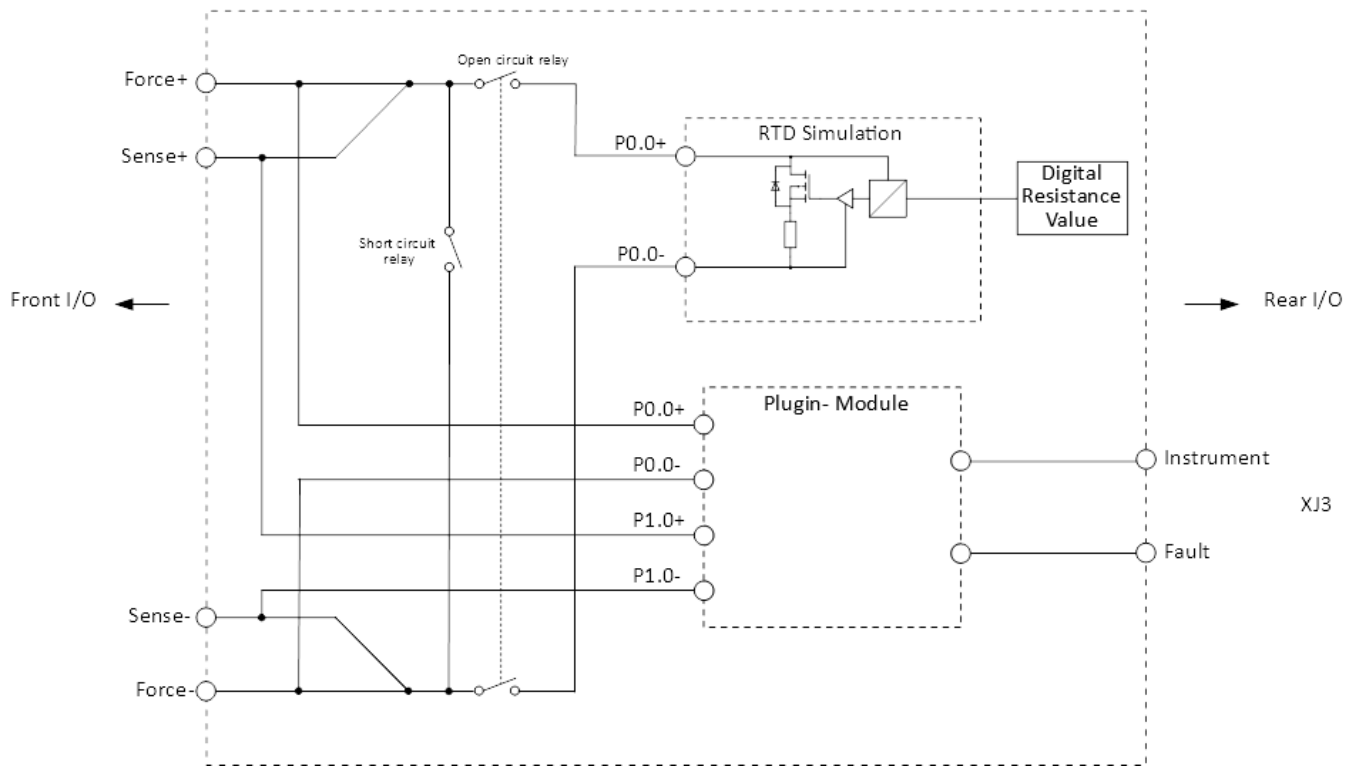 Open circuit relay
Force+
RTD Simulation
P0.0+
Sense+
Digital
Resistance
Value
Short circuit
relay
P0.0-
Front I/O
Rear I/O
Plugin- Module
P0.0+
P0.0-
Instrument
XJ3
P1.0+
Fault
P1.0-
Sense-
Force-